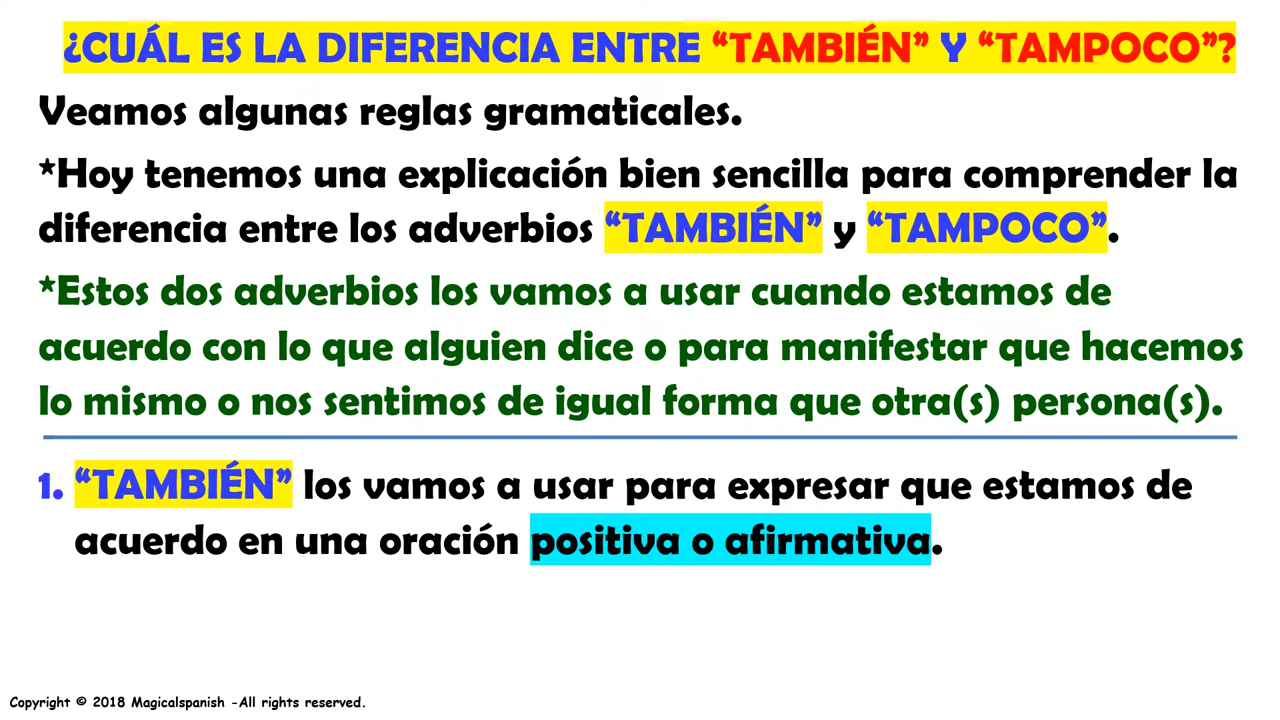 ¿CUÁL ES LA DIFERENCIA ENTRE “TAMBIÉN” Y “TAMPOCO”?
Veamos algunas reglas gramaticales.
*Hoy tenemos una explicación bien sencilla para comprender la
diferencia entre los adverbios “TAMBIÉN” y “TAMPOCO”.
*Estos dos adverbios los vamos a usar cuando estamos de
acuerdo con lo que alguien dice o para manifestar que hacemos
lo mismo o nos sentimos de igual forma que otra(s) persona(s).
1. “TAMBIÉN” los vamos a usar para expresar que estamos de
acuerdo en una oración positiva o afirmativa.
Copyright © 2018 Magicalspanish -All rights reserved.